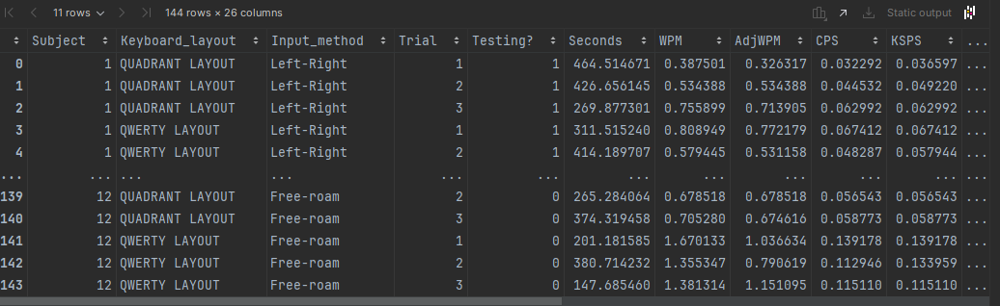 11 rows 144 rows × 26 columns Static output
Subject Keyboard_layout Input_method Trial Testing? Seconds WPM AdjWPM CPS KSPS ...
0 1 QUADRANT LAYOUT Left-Right 1 1 464.514671 0.387501 0.326317 0.032292 0.036597 ...
1 1 QUADRANT LAYOUT Left-Right 2 1 426.656145 0.534388 0.534388 0.044532 0.049220 ...
2 1 QUADRANT LAYOUT Left-Right 3 1 269.877301 0.755899 0.713905 0.062992 0.062992 ...
3 1 QWERTY LAYOUT Left-Right 1 1 311.515240 0.808949 0.772179 0.067412 0.067412 ...
4 1 QWERTY LAYOUT Left-Right 2 1 414.189707 0.579445 0.531158 0.048287 0.057944 ...
... ... ... ... ... ... ... ... ... ... ... ...
139 12 QUADRANT LAYOUT Free-roam 2 0 265.284064 0.678518 0.678518 0.056543 0.056543 ...
140 12 QUADRANT LAYOUT Free-roam 3 0 374.319458 0.705280 0.674616 0.058773 0.058773 ...
141 12 QWERTY LAYOUT Free-roam 1 0 201.181585 1.670133 1.036634 0.139178 0.139178 ...
142 12 QWERTY LAYOUT Free-roam 2 0 380.714232 1.355347 0.790619 0.112946 0.133959 ...
143 12 QWERTY LAYOUT Free-roam 3 0 147.685460 1.381314 1.151095 0.115110 0.115110 ...